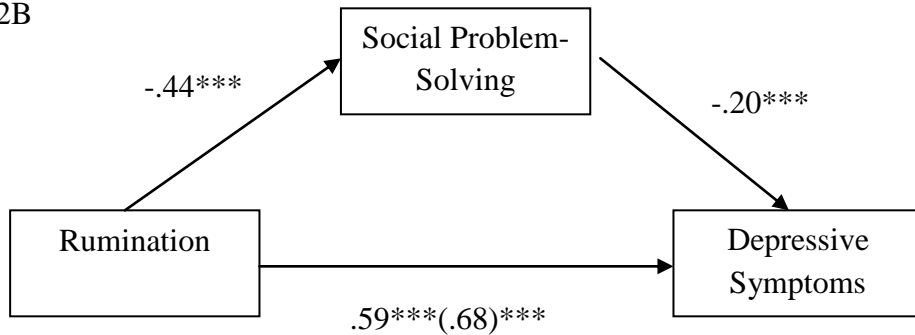 2B
Social Problem-
Solving
-.44***
-.20***
Rumination
Depressive
Symptoms
.59***(.68)***